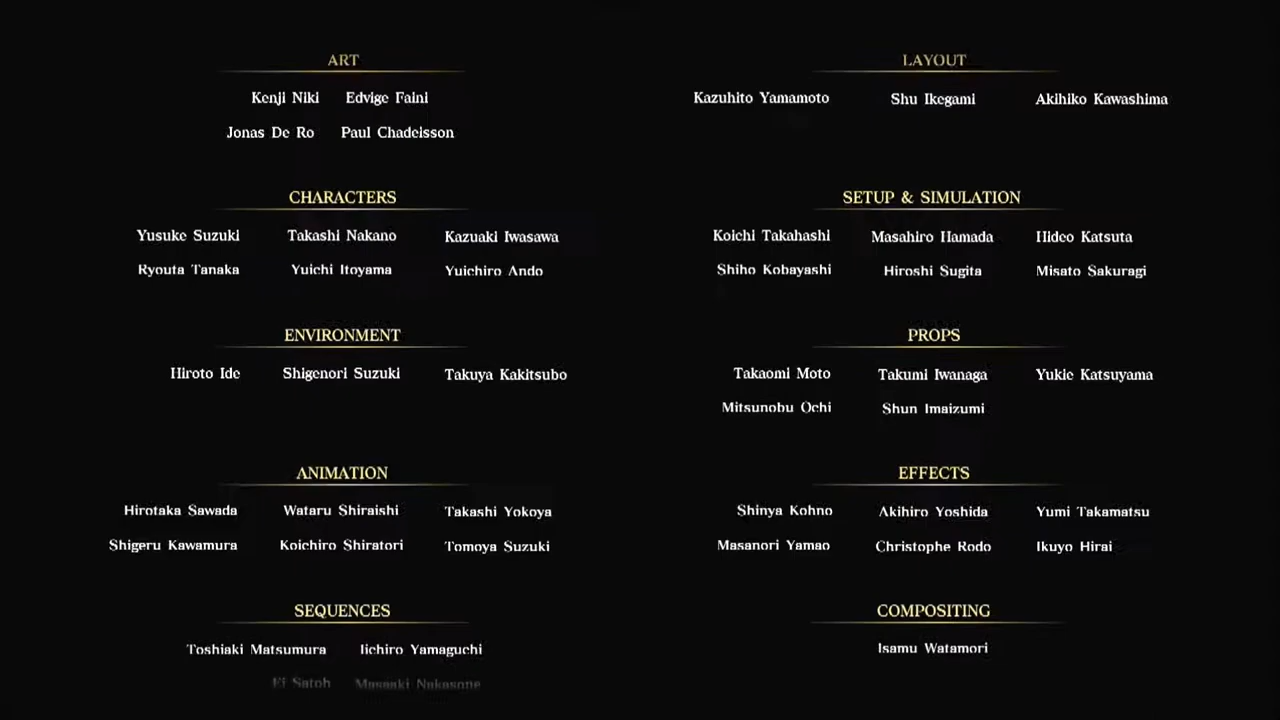 ART
Kenji Niki Edvige Faini
Jonas De Ro Paul Chadeisson
LAYOUT
Kazuhito Yamamoto Shu Ikegami Akihiko Kawashima
CHARACTERS
Yusuke Suzuki Takashi Nakano Kazuaki Iwasawa
Ryouta Tanaka Yuichi Itoyama Yuichiro Ando
SETUP & SIMULATION
Koichi Takahashi Masahiro Hamada Hideo Katsuta
Shiho Kobayashi Hiroshi Sugita Misato Sakuragi
ENVIRONMENT
Hiroto Ide Shigenori Suzuki Takuya Kakitsubo
PROPS
Takaomi Moto Takumi Iwanaga Yukie Katsuyama
Mitsunobu Ochi Shun Imaizumi
ANIMATION
Hirotaka Sawada Wataru Shiraishi Takashi Yokoya
Shigeru Kawamura Koichiro Shiratori Tomoya Suzuki
EFFECTS
Shinya Kohno Akihiro Yoshida Yumi Takamatsu
Masanori Yamao Christophe Rodo Ikuyo Hirai
SEQUENCES
Toshiaki Matsumura Iichiro Yamaguchi
Ei Satoh Masaaki Nakasone
COMPOSITING
Isamu Watamori